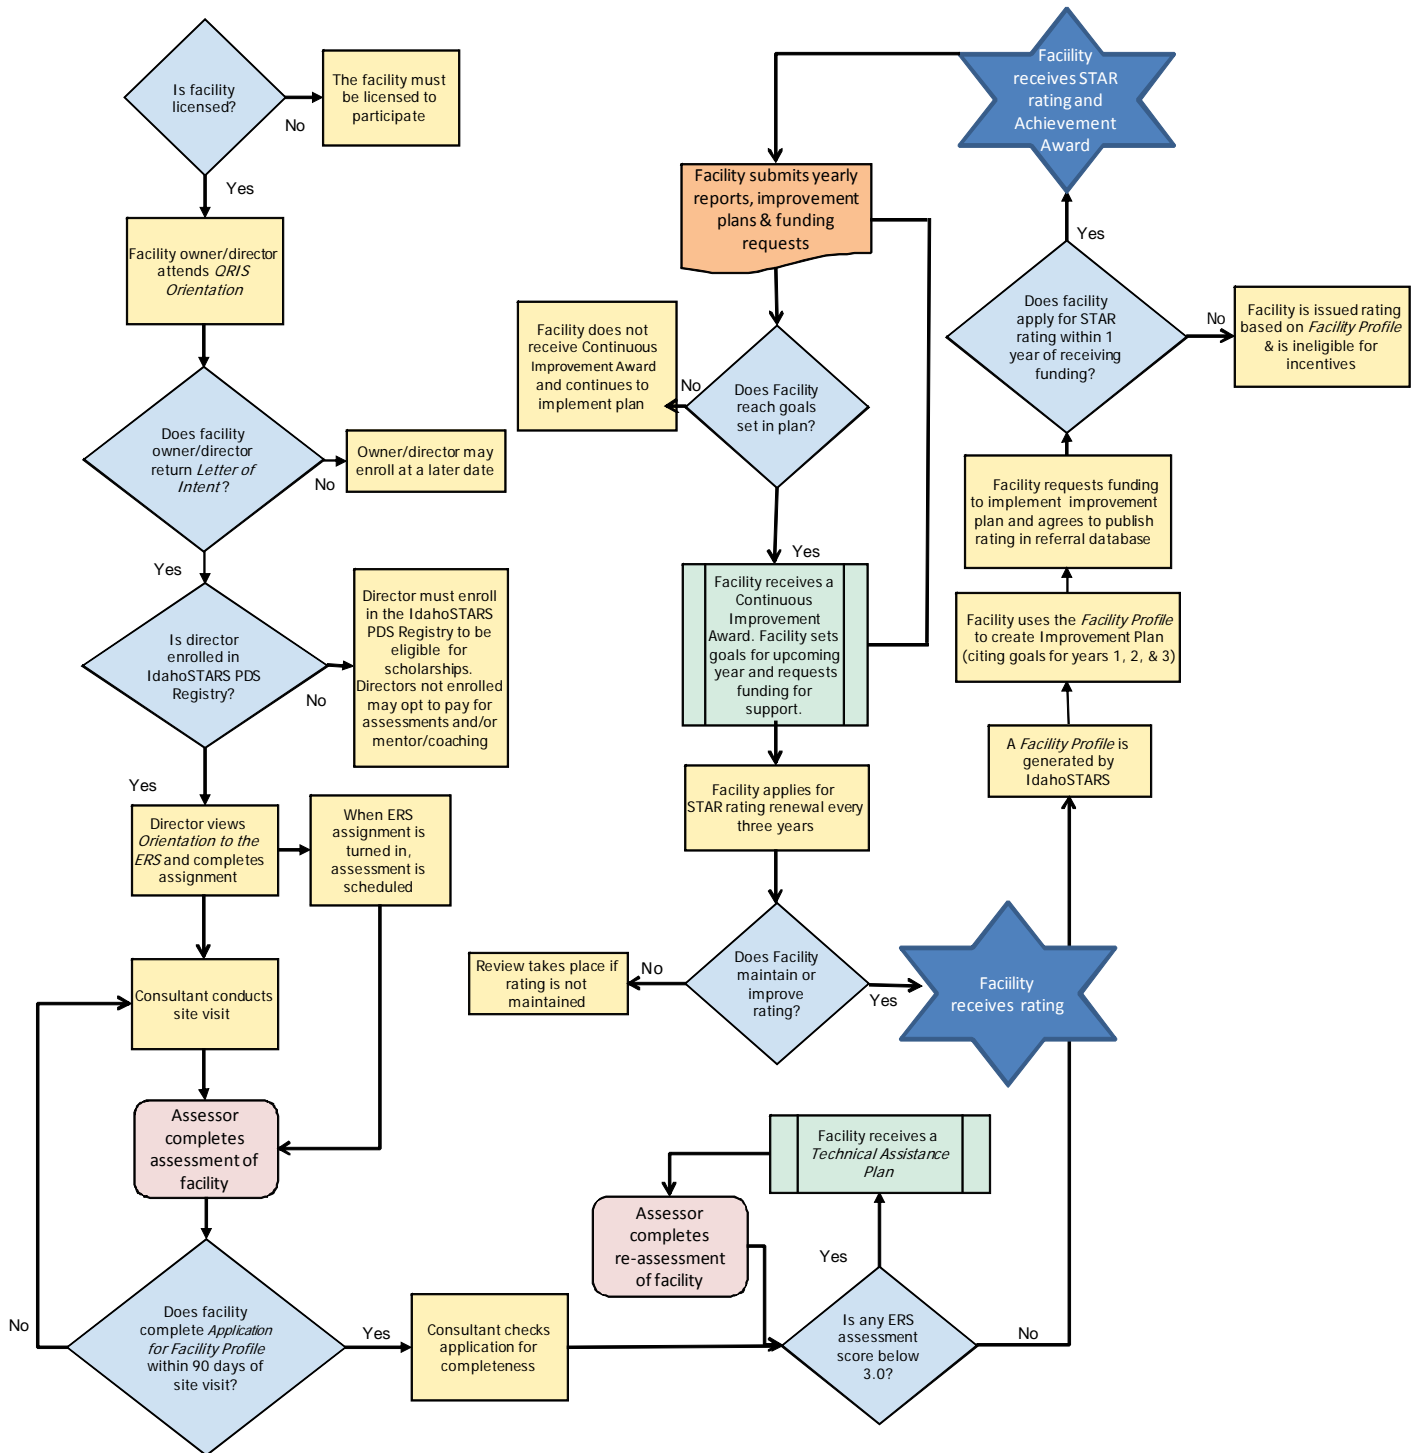 Is facility
licensed?
No
The facility must
be licensed to
participate
Yes
Facility owner/director
attends QRIS
Orientation
Does facility
owner/director
return Letter of
Intent?
No
Owner/director may
enroll at a later date
Yes
Is director
enrolled in
IdahoSTARS PDS
Registry?
No
Director must enroll
in the IdahoSTARS
PDS Registry to be
eligible for
scholarships.
Directors not enrolled
may opt to pay for
assessments and/or
mentor/coaching
Yes
Director views
Orientation to the
ERS and completes
assignment
When ERS
assignment is
turned in,
assessment is
scheduled
Consultant conducts
site visit
Assessor
completes
assessment of
facility
Does facility
complete Application
for Facility Profile
within 90 days of
site visit?
No
Yes
Consultant checks
application for
completeness
Is any ERS
assessment
score below
3.0?
Yes
No
Facility receives a
Technical Assistance
Plan
Assessor
completes
re-assessment
of facility
A Facility Profile is
generated by
IdahoSTARS
Facility uses the Facility Profile
to create Improvement Plan
(citing goals for years 1, 2, & 3)
Facility requests funding
to implement improvement
plan and agrees to publish
rating in referral database
Does facility
apply for STAR
rating within 1
year of receiving
funding?
No
Facility is issued rating
based on Facility Profile
& is ineligible for
incentives
Yes
Faciility
receives STAR
rating and
Achievement
Award
Facility submits yearly
reports, improvement
plans & funding
requests
Does Facility
reach goals
set in plan?
No
Facility does not
receive Continuous
Improvement Award
and continues to
implement plan
Yes
Facility receives a
Continuous
Improvement
Award. Facility sets
goals for upcoming
year and requests
funding for
support.
Facility applies for
STAR rating renewal every
three years
Does Facility
maintain or
improve
rating?
No
Review takes place if
rating is not
maintained
Yes
Faciility
receives rating